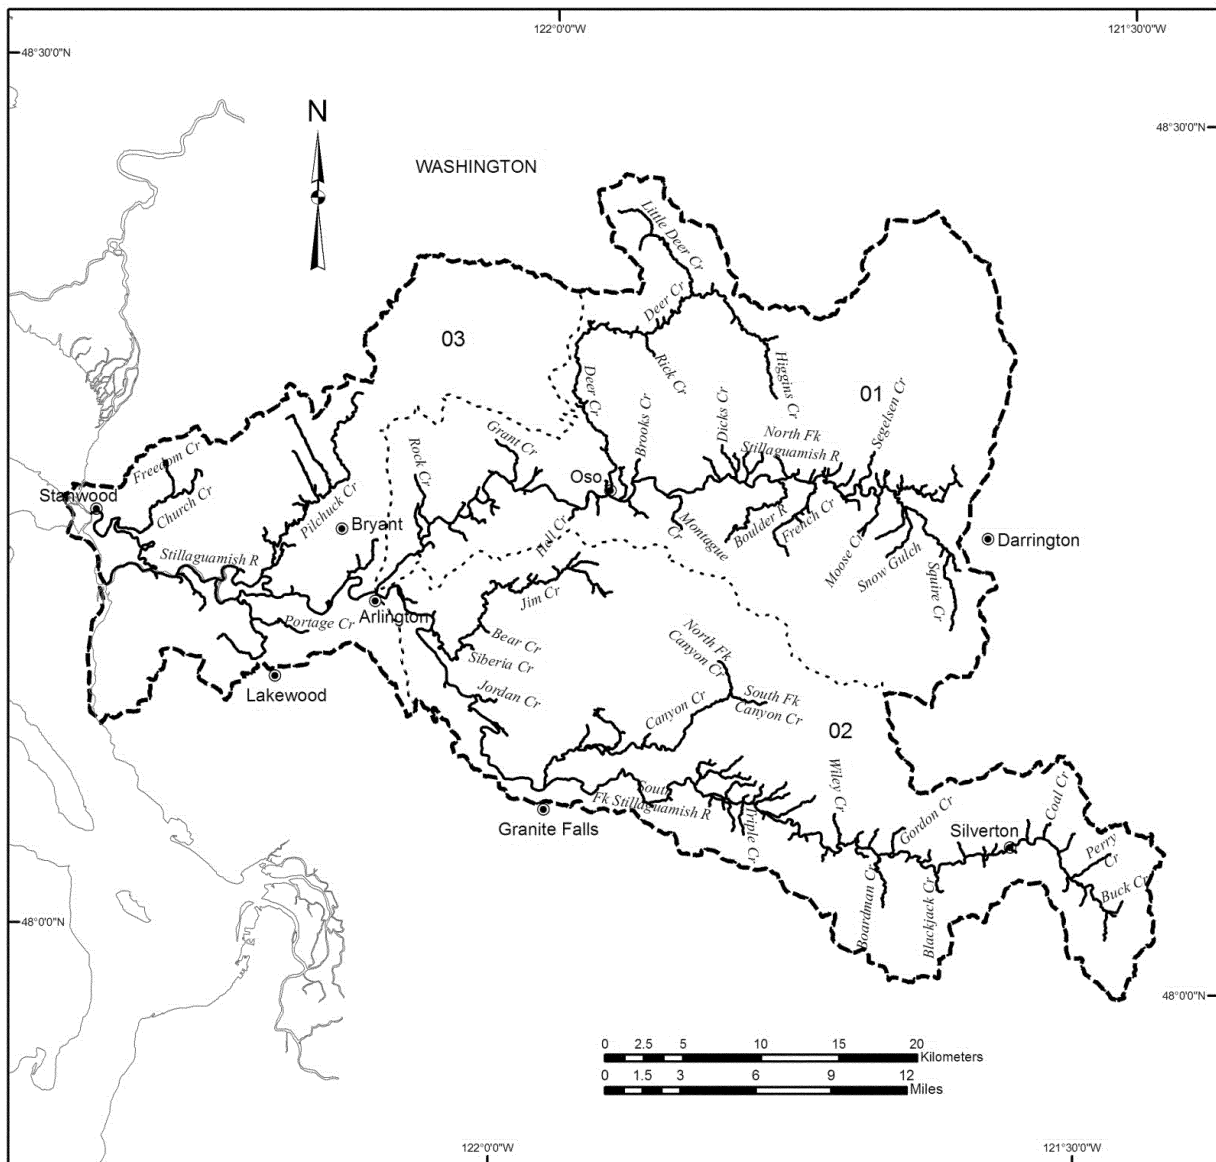 122°0'0"W
121°30'0"W
48°30'0"N
N
48°30'0"N
WASHINGTON
Little Deer Cr
Deer Cr
03
Rick Cr
Higgins Cr
01
Deer Cr
Segelsen Cr
Brooks Cr
Dicks Cr
North Fk
Stillaguamish R
Grant Cr
Rock Cr
Freedom Cr
Oso
Stanwood
Church Cr
Pilchuck Cr
Bryant
Hell Cr
Montague
Cr
Boulder R
French Cr
Moose Cr
Snow Gulch
Squire Cr
Darrington
Stillaguamish R
Jim Cr
Arlington
Portage Cr
Bear Cr
Siberia Cr
North Fk
Canyon Cr
Lakewood
Jordan Cr
South Fk
Canyon Cr
Canyon Cr
02
Wiley Cr
South
Fk Stillaguamish R
Triple Cr
Granite Falls
Gordon Cr
Silverton
Coal Cr
Perry
Cr
Buck Cr
Boardman Cr
Blackjack Cr
48°0'0"N
48°0'0"N
0 2.5 5 10 15 20
Kilometers
0 1.5 3 6 9 12
Miles
122°0'0"W
121°30'0"W